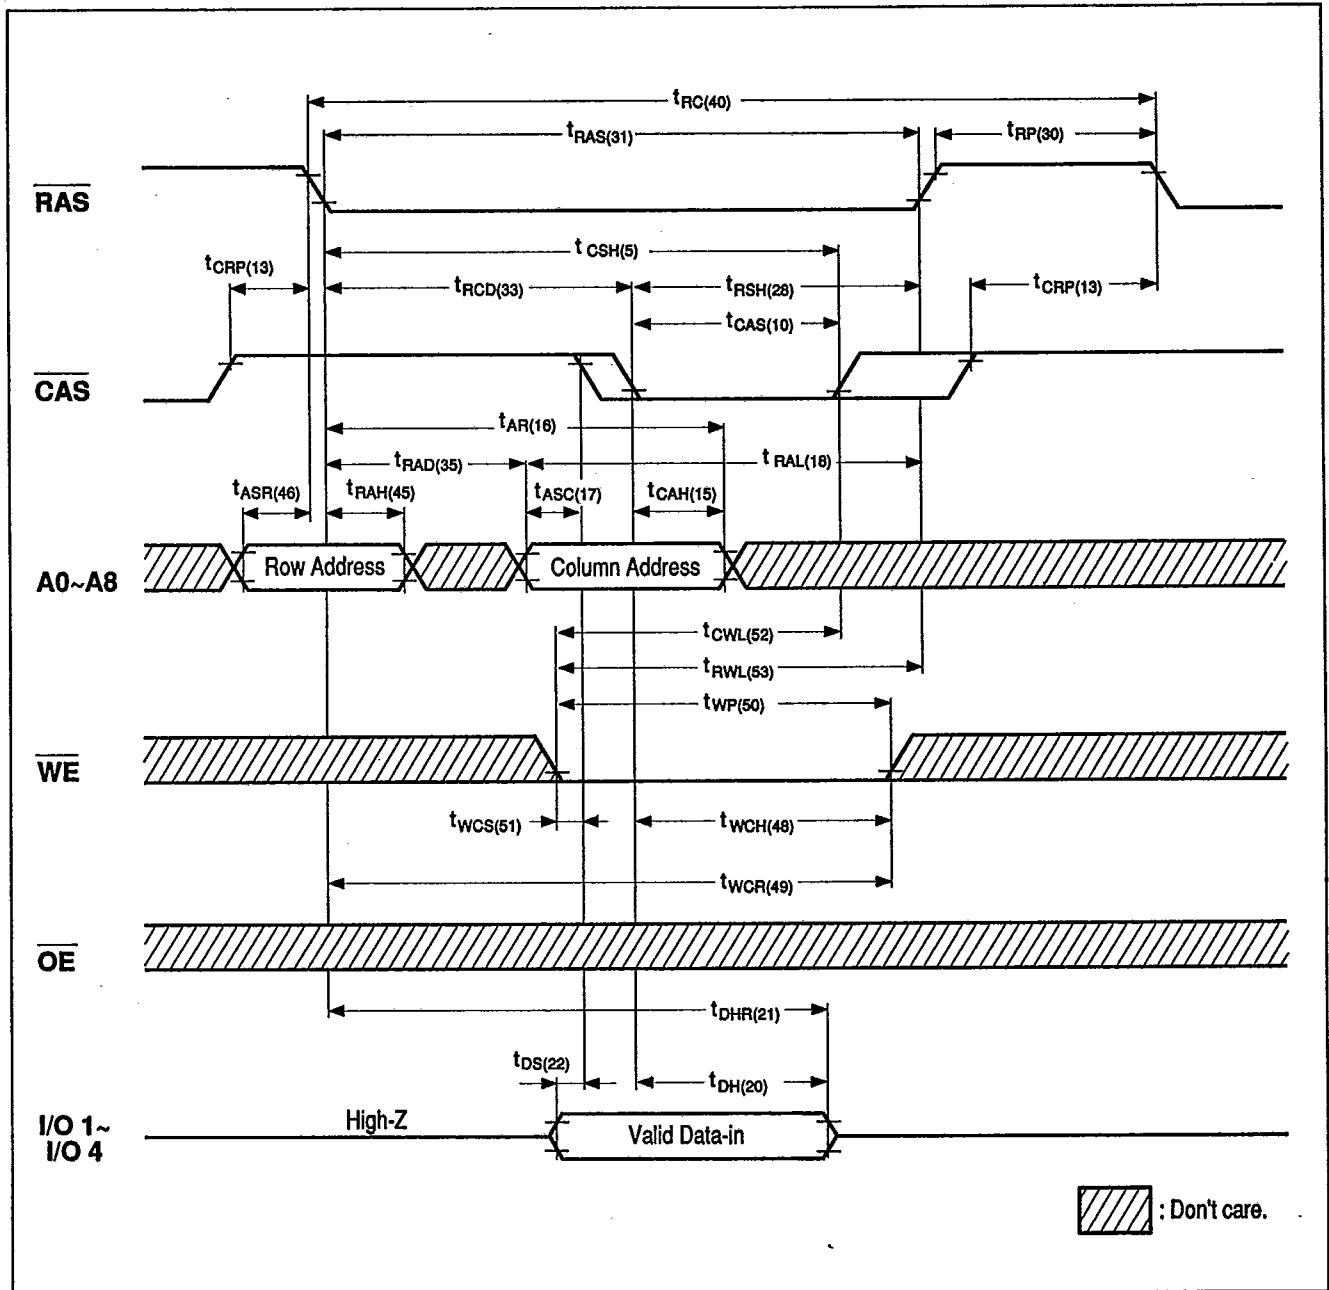 tRC(40)
tRAS(31)
tRP(30)
RAS
tCSH(5)
tCRP(13)
tRCD(33)
tRSH(28)
tCRP(13)
tCAS(10)
CAS
tAR(16)
tRAD(35)
tRAL(18)
tASR(46)
tRAH(45)
tASC(17)
tCAH(15)
A0~A8
Row Address
Column Address
tCWL(52)
tRWL(53)
tWP(50)
WE
tWCS(51)
tWCH(48)
tWCR(49)
OE
tDHR(21)
tDS(22)
tDH(20)
I/O 1~
I/O 4
High-Z
Valid Data-in
: Don't care.